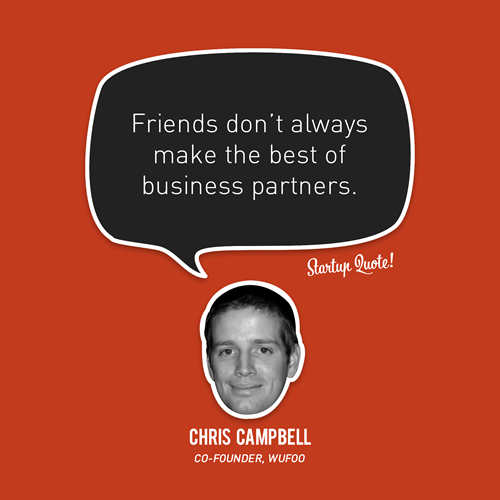 Friends don't always
make the best of
business partners.
Startup Quote!
CHRIS CAMPBELL
CO-FOUNDER, WUFOO